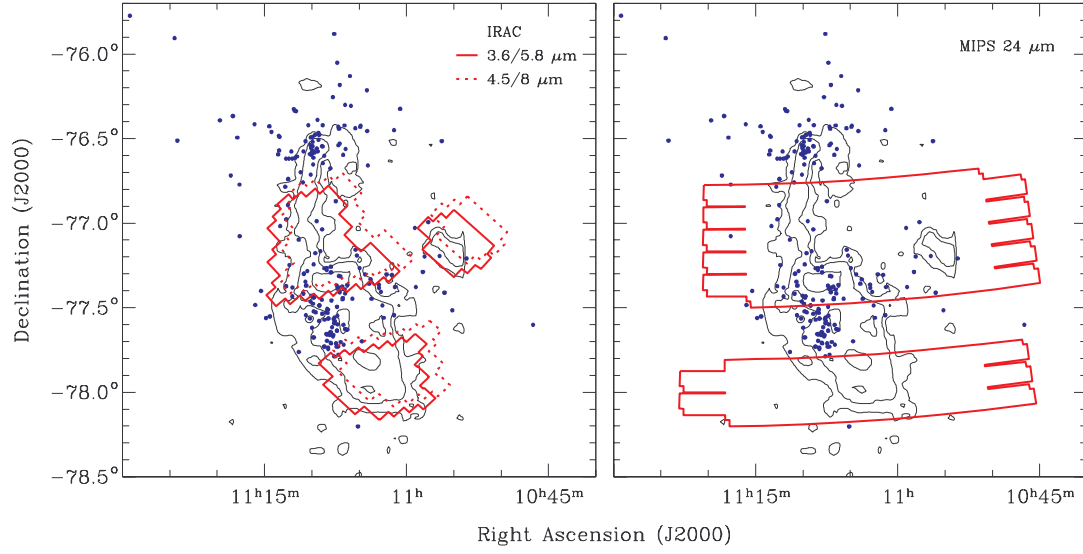 IRAC
3.6/5.8 μm
4.5/8 μm
MIPS 24 μm
Declination (J2000)
−76.0°
−76.5°
−77.0°
−77.5°
−78.0°
−78.5°
11ʰ15ᵐ
11ʰ
10ʰ45ᵐ
11ʰ15ᵐ
11ʰ
10ʰ45ᵐ
Right Ascension (J2000)